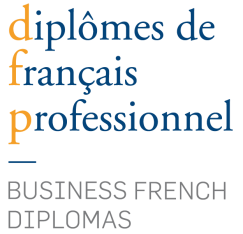 diplômes de
français
professionnel
BUSINESS FRENCH
DIPLOMAS